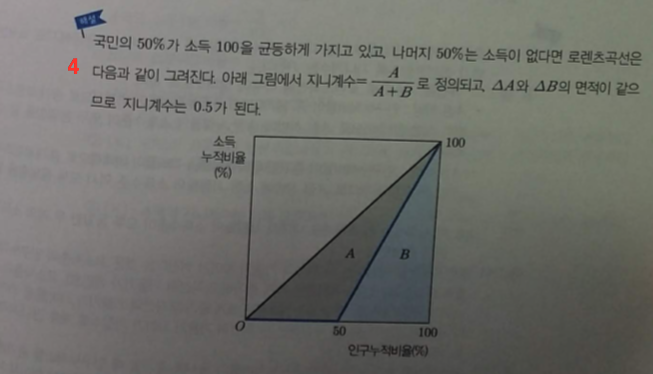 해설
국민의 50%가 소득 100을 균등하게 가지고 있고, 나머지 50%는 소득이 없다면 로렌츠곡선은
4 다음과 같이 그려진다. 아래 그림에서 지니계수= A/(A+B) 로 정의되고, ΔA와 ΔB의 면적이 같으
므로 지니계수는 0.5가 된다.
소득
누적비율
(%)
100
A
B
O
50
100
인구누적비율(%)